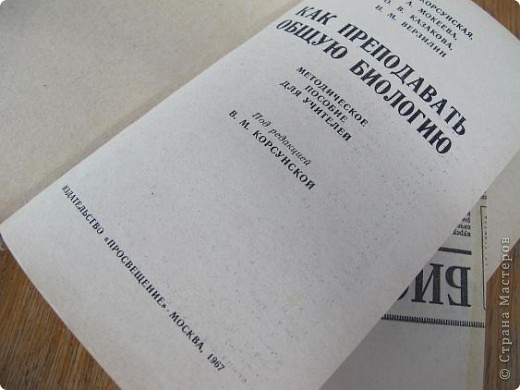 КОРСУНСКАЯ,
А. МОКЕЕВА,
О. В. КАЗАКОВА,
Н. М. ВЕРЗИЛИН
КАК ПРЕПОДАВАТЬ
ОБЩУЮ БИОЛОГИЮ
МЕТОДИЧЕСКОЕ
ПОСОБИЕ
ДЛЯ УЧИТЕЛЕЙ
Под редакцией
В. М. КОРСУНСКОЙ
ИЗДАТЕЛЬСТВО «ПРОСВЕЩЕНИЕ» МОСКВА, 1967
РИС
© Страна Мастеров